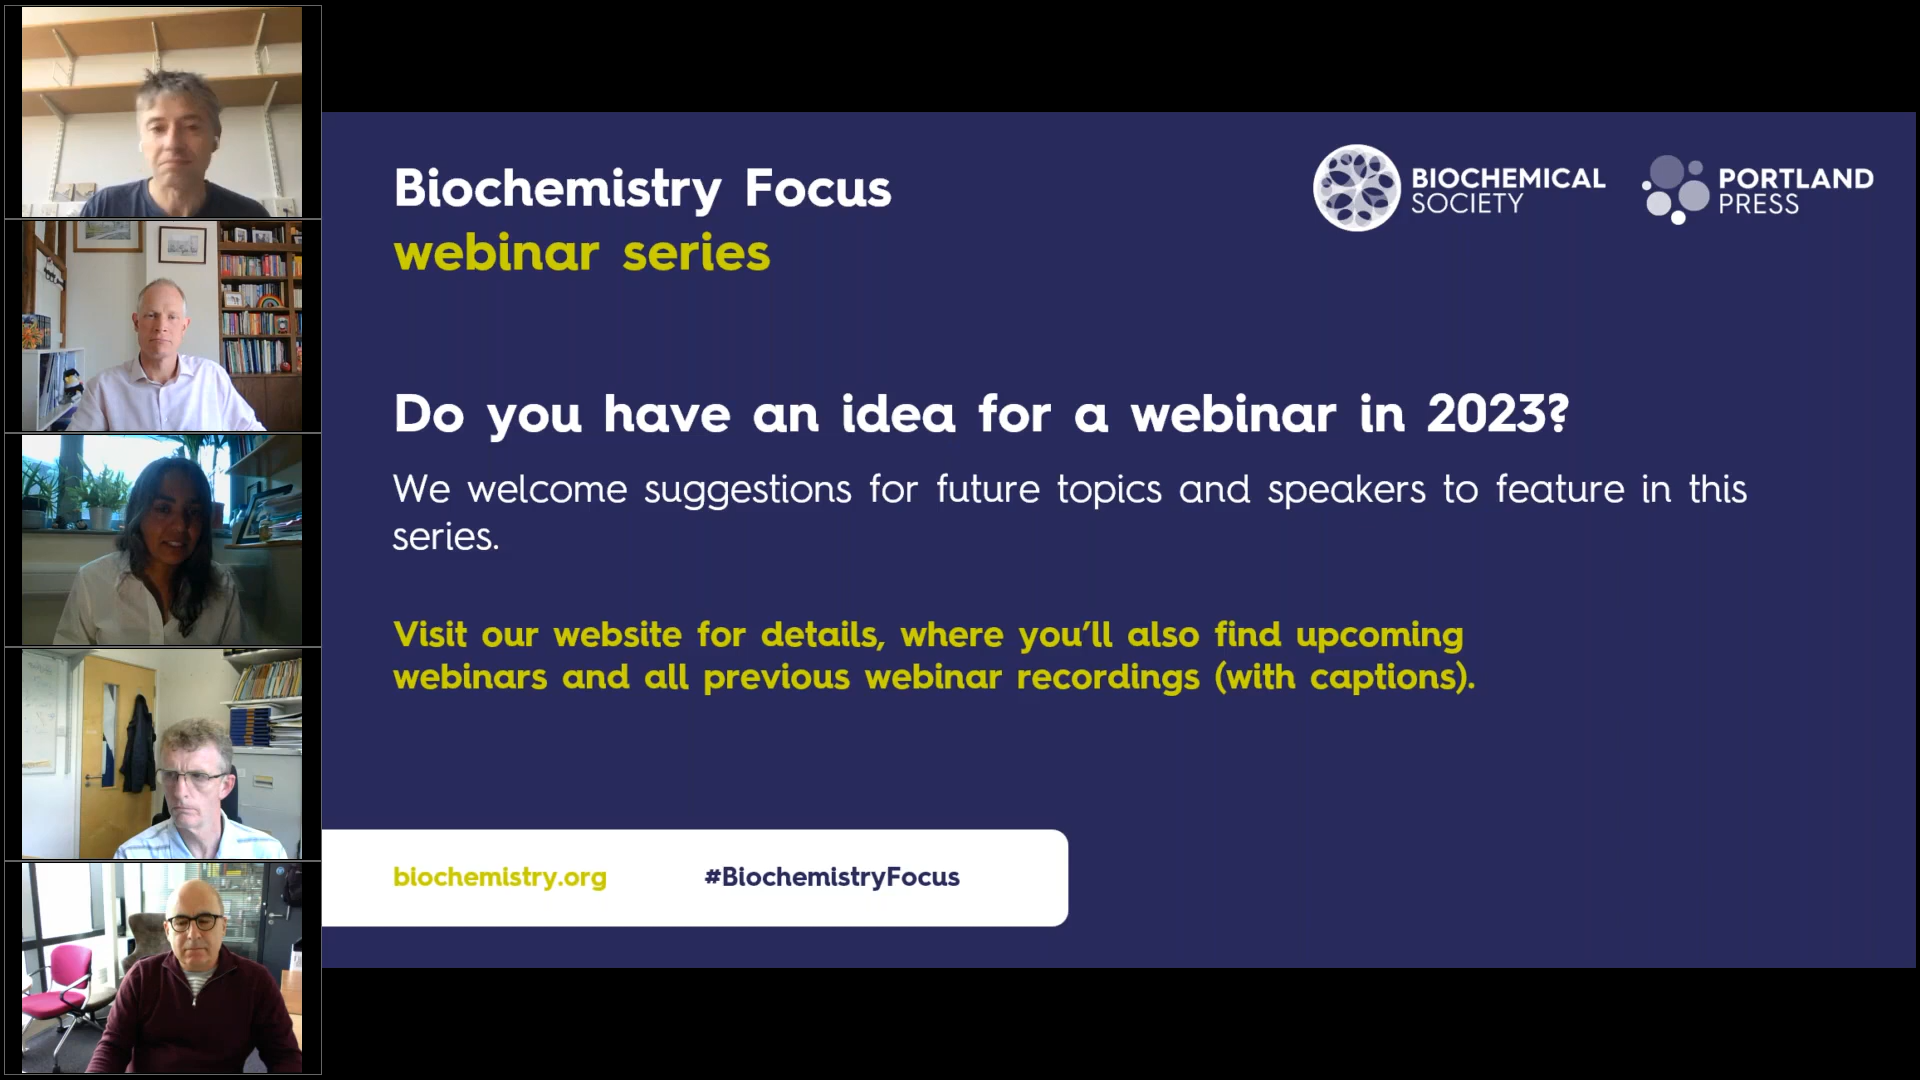 Biochemistry Focus
webinar series
BIOCHEMICAL
SOCIETY
PORTLAND
PRESS
Do you have an idea for a webinar in 2023?
We welcome suggestions for future topics and speakers to feature in this
series.
Visit our website for details, where you’ll also find upcoming
webinars and all previous webinar recordings (with captions).
biochemistry.org
#BiochemistryFocus